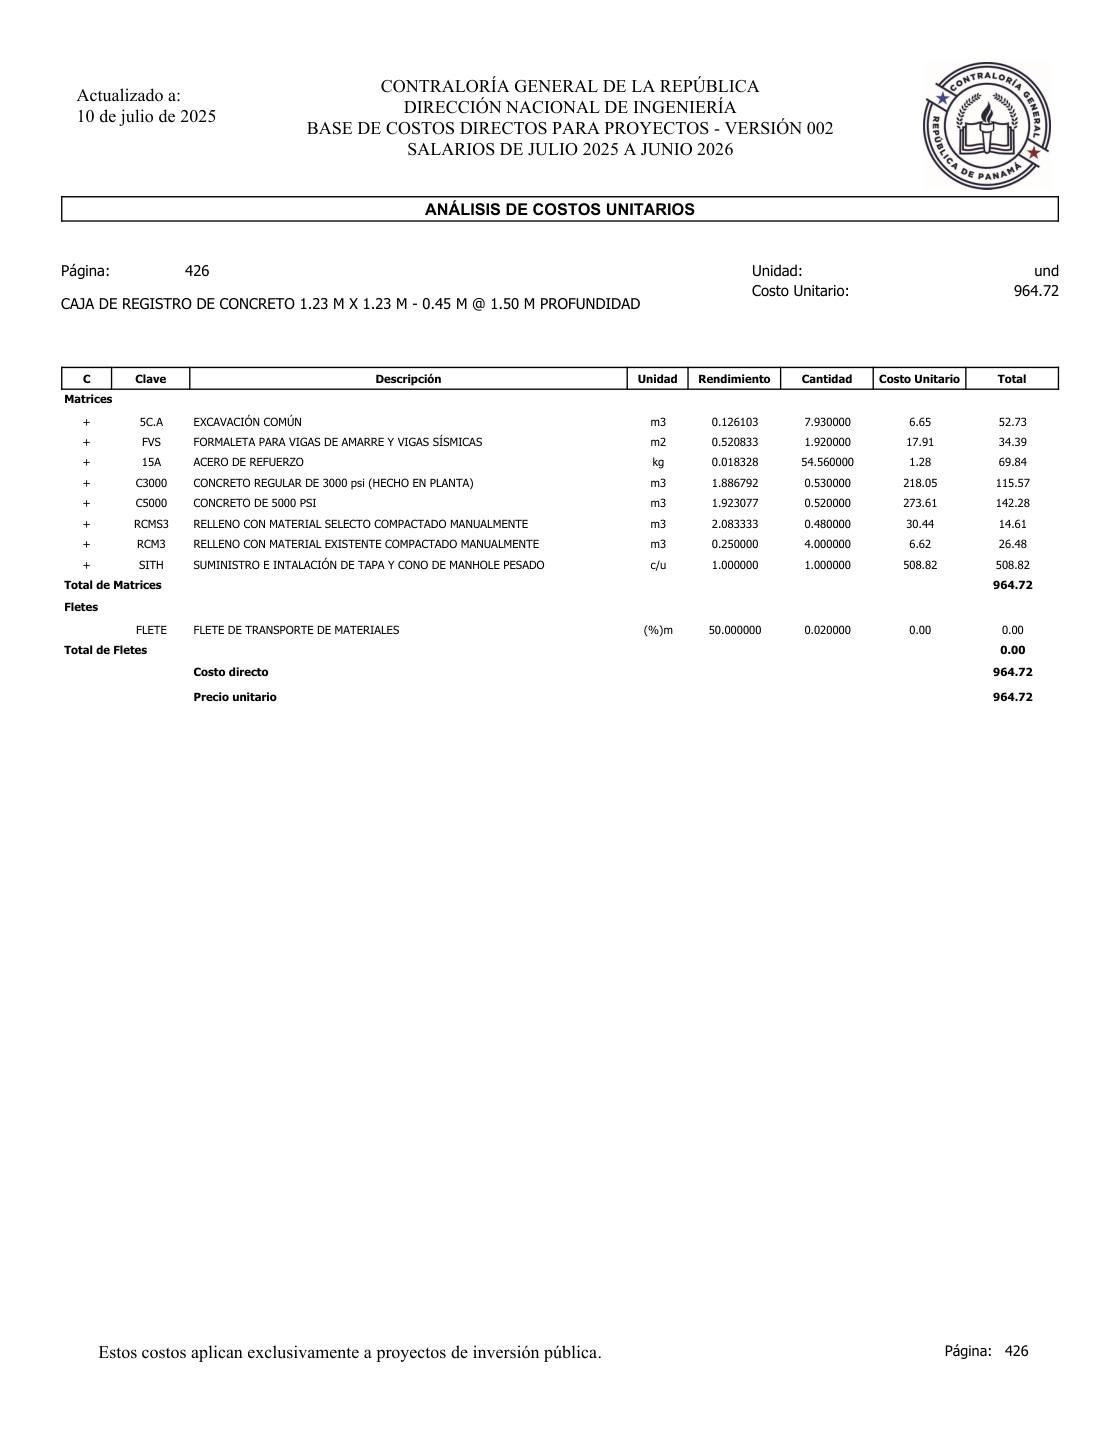 Actualizado a:
10 de julio de 2025
CONTRALORÍA GENERAL DE LA REPÚBLICA
DIRECCIÓN NACIONAL DE INGENIERÍA
BASE DE COSTOS DIRECTOS PARA PROYECTOS - VERSIÓN 002
SALARIOS DE JULIO 2025 A JUNIO 2026
CONTRALORÍA GENERAL
REPÚBLICA DE PANAMÁ
ANÁLISIS DE COSTOS UNITARIOS
Página: 426
Unidad: und
Costo Unitario: 964.72
CAJA DE REGISTRO DE CONCRETO 1.23 M X 1.23 M - 0.45 M @ 1.50 M PROFUNDIDAD
C Clave Descripción Unidad Rendimiento Cantidad Costo Unitario Total
Matrices
+ 5C.A EXCAVACIÓN COMÚN m3 0.126103 7.930000 6.65 52.73
+ FVS FORMALETA PARA VIGAS DE AMARRE Y VIGAS SÍSMICAS m2 0.520833 1.920000 17.91 34.39
+ 15A ACERO DE REFUERZO kg 0.018328 54.560000 1.28 69.84
+ C3000 CONCRETO REGULAR DE 3000 psi (HECHO EN PLANTA) m3 1.886792 0.530000 218.05 115.57
+ C5000 CONCRETO DE 5000 PSI m3 1.923077 0.520000 273.61 142.28
+ RCMS3 RELLENO CON MATERIAL SELECTO COMPACTADO MANUALMENTE m3 2.083333 0.480000 30.44 14.61
+ RCM3 RELLENO CON MATERIAL EXISTENTE COMPACTADO MANUALMENTE m3 0.250000 4.000000 6.62 26.48
+ SITH SUMINISTRO E INTALACIÓN DE TAPA Y CONO DE MANHOLE PESADO c/u 1.000000 1.000000 508.82 508.82
Total de Matrices 964.72
Fletes
FLETE FLETE DE TRANSPORTE DE MATERIALES (%)m 50.000000 0.020000 0.00 0.00
Total de Fletes 0.00
Costo directo 964.72
Precio unitario 964.72
Estos costos aplican exclusivamente a proyectos de inversión pública.
Página: 426